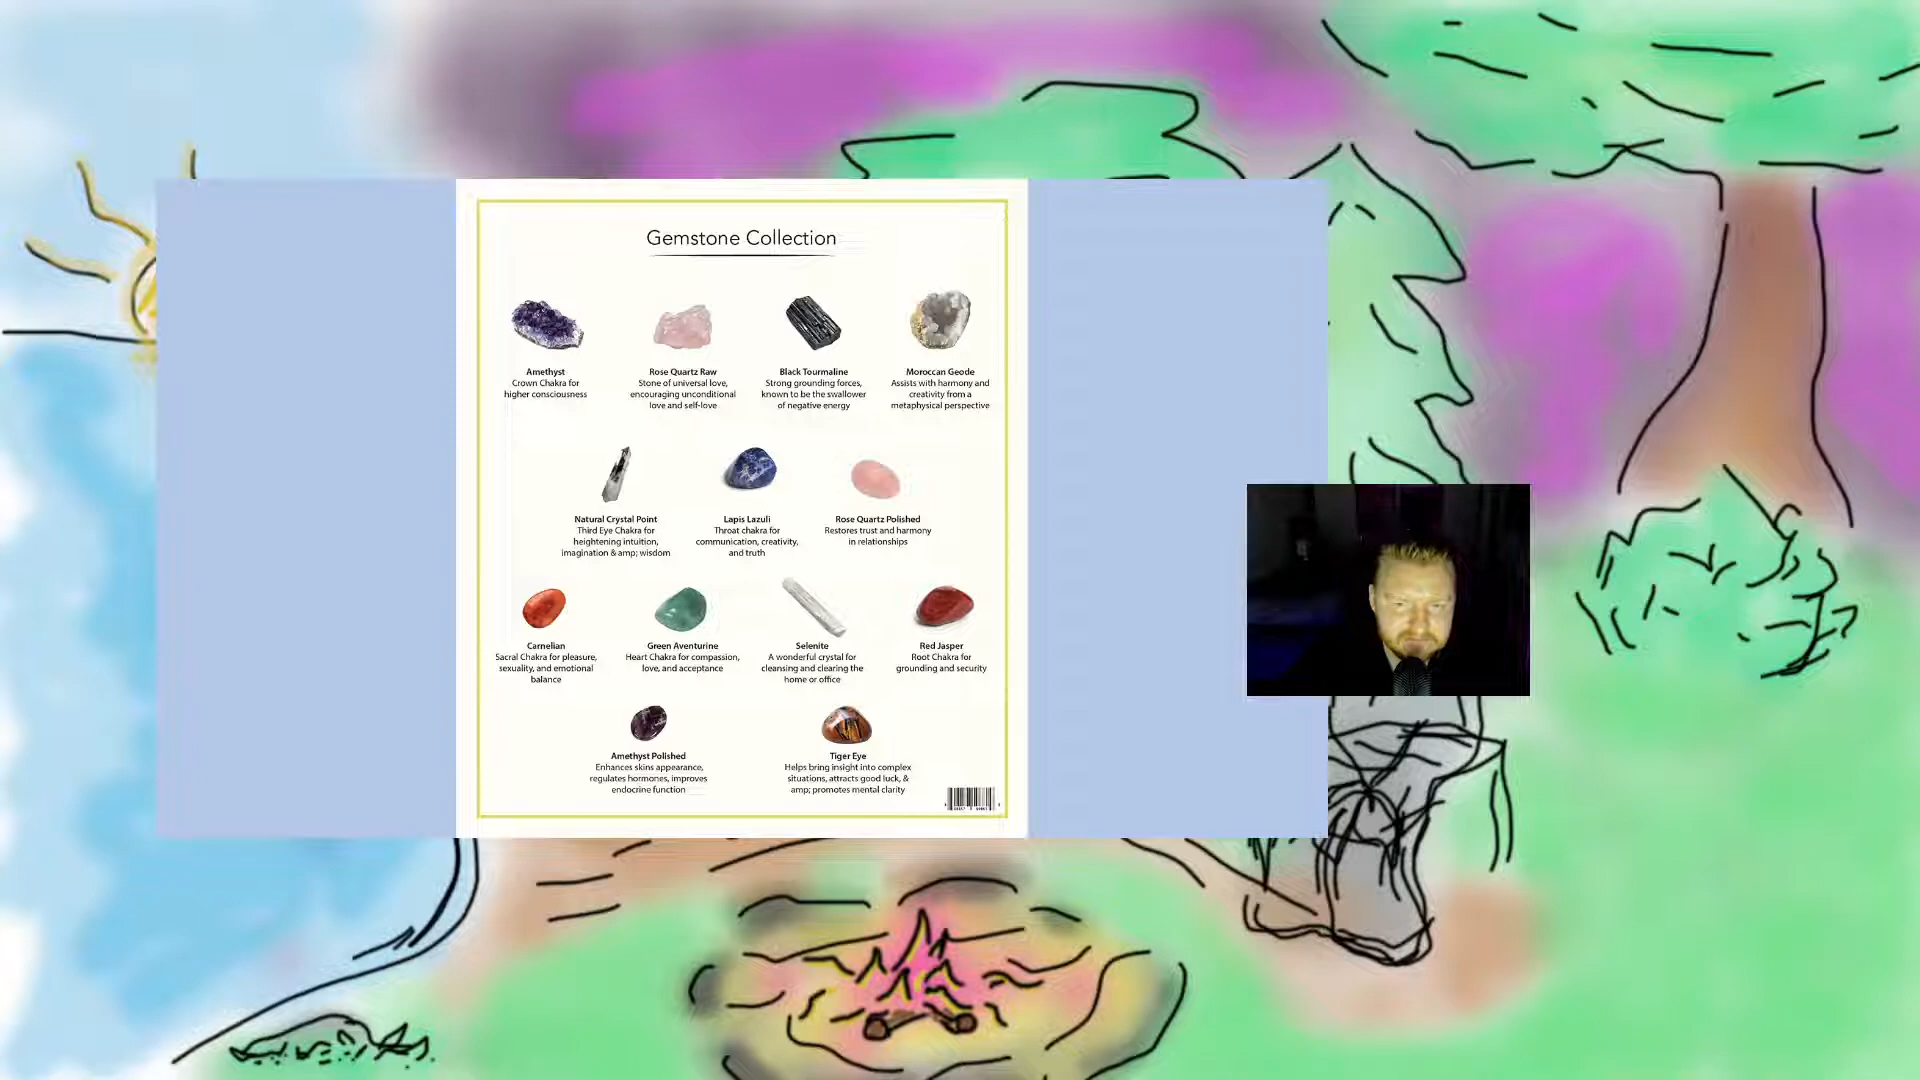 Gemstone Collection
Amethyst
Crown Chakra for
higher consciousness
Rose Quartz Raw
Stone of universal love,
encouraging unconditional
love and self-love
Black Tourmaline
Strong grounding forces,
known to be the swallower
of negative energy
Moroccan Geode
Assists with harmony and
creativity from a
metaphysical perspective
Natural Crystal Point
Third Eye Chakra for
heightening intuition,
imagination & amp; wisdom
Lapis Lazuli
Throat chakra for
communication, creativity,
and truth
Rose Quartz Polished
Restores trust and harmony
in relationships
Carnelian
Sacral Chakra for pleasure,
sexuality, and emotional
balance
Green Aventurine
Heart Chakra for compassion,
love, and acceptance
Selenite
A wonderful crystal for
cleansing and clearing the
home or office
Red Jasper
Root Chakra for
grounding and security
Amethyst Polished
Enhances skins appearance,
regulates hormones, improves
endocrine function
Tiger Eye
Helps bring insight into complex
situations, attracts good luck, &
amp; promotes mental clarity